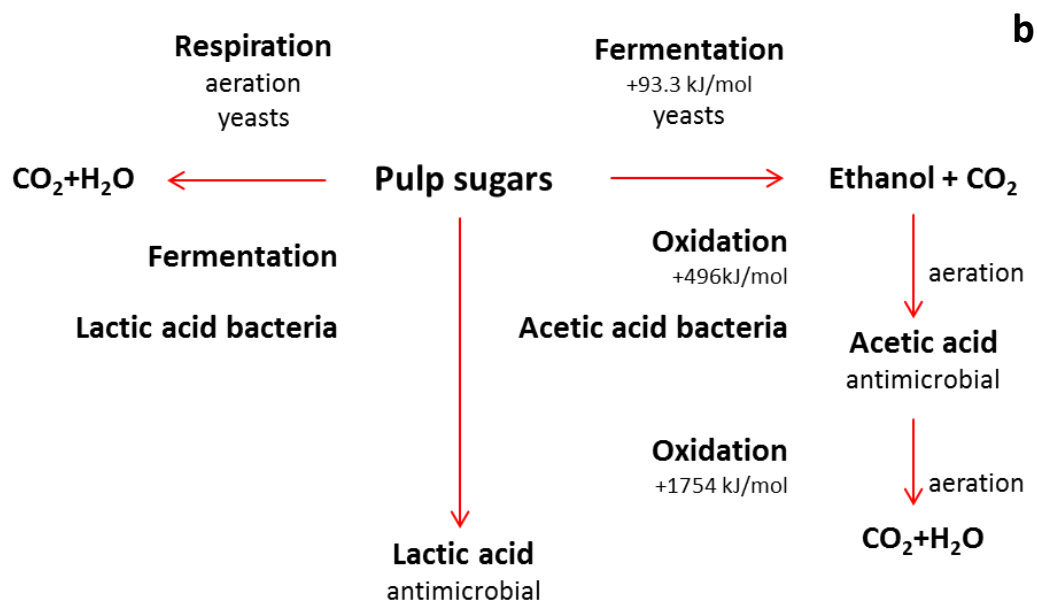 b
Respiration
aeration
yeasts
Fermentation
+93.3 kJ/mol
yeasts
CO₂+H₂O
Pulp sugars
Ethanol + CO₂
Fermentation
Lactic acid bacteria
Oxidation
+496kJ/mol
Acetic acid bacteria
aeration
Acetic acid
antimicrobial
Oxidation
+1754 kJ/mol
aeration
CO₂+H₂O
Lactic acid
antimicrobial